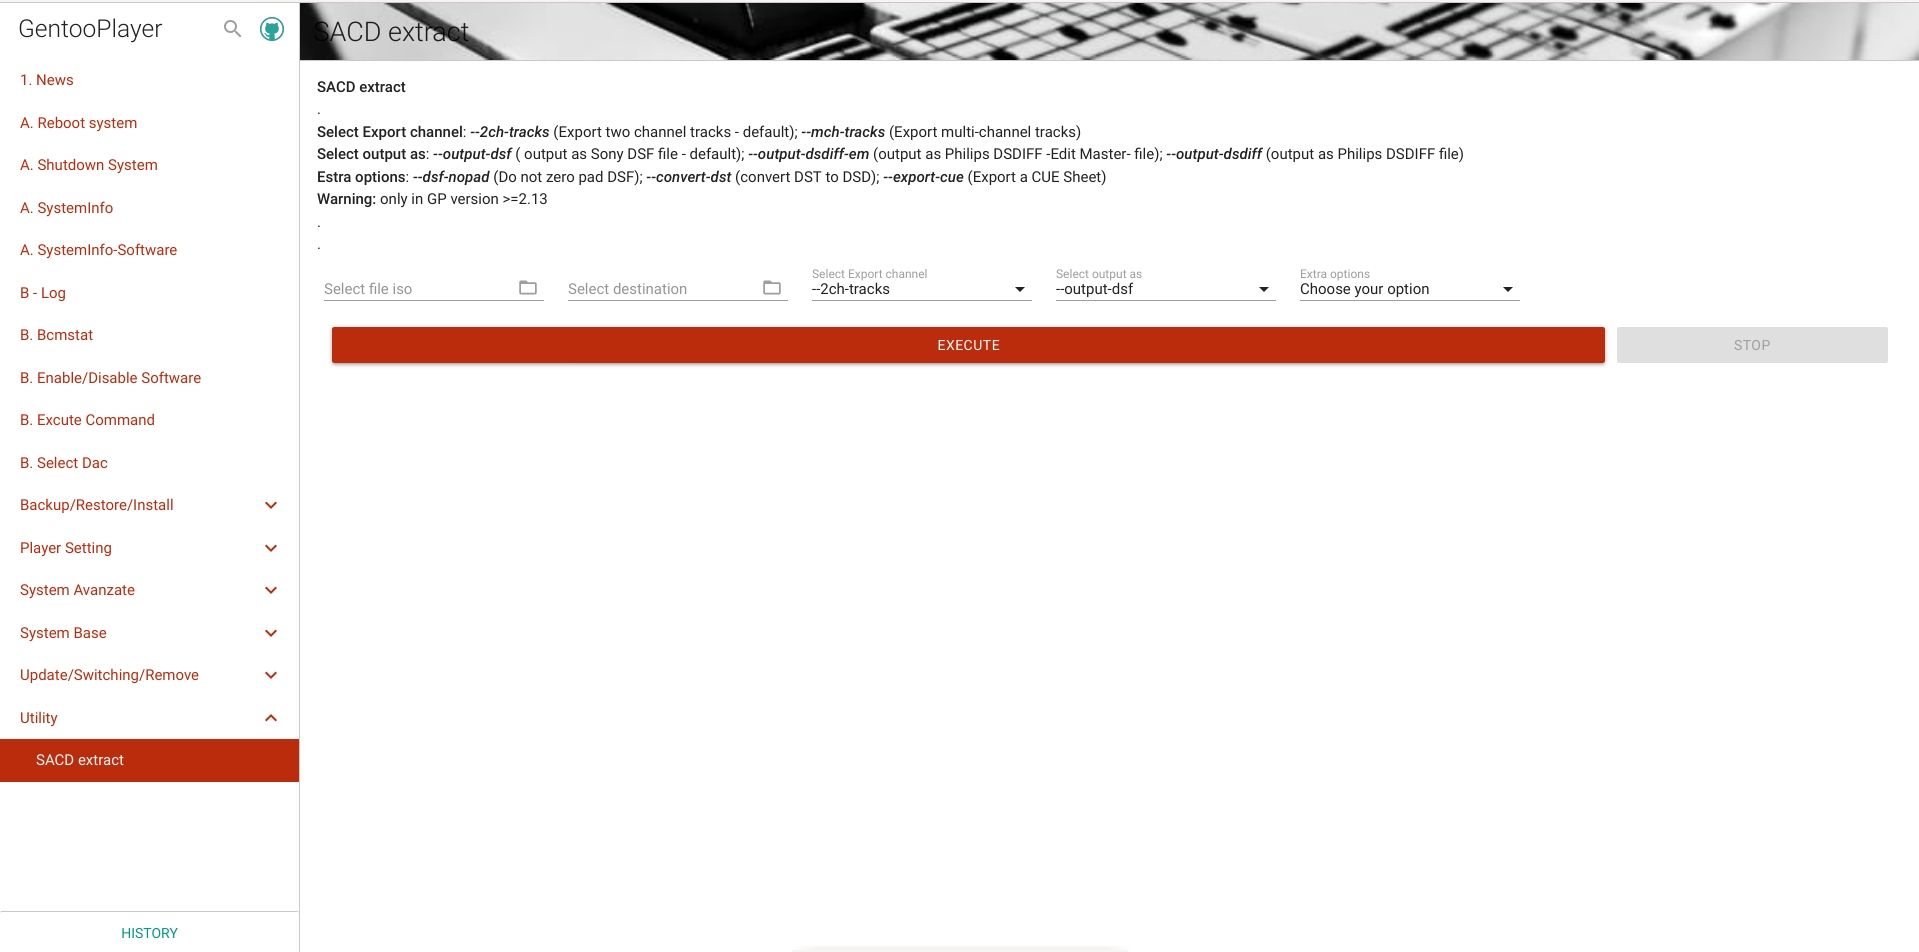 GentooPlayer
1. News
A. Reboot system
A. Shutdown System
A. SystemInfo
A. SystemInfo-Software
B - Log
B. Bcmstat
B. Enable/Disable Software
B. Excute Command
B. Select Dac
Backup/Restore/Install
Player Setting
System Avanzate
System Base
Update/Switching/Remove
Utility
SACD extract
HISTORY
SACD extract
SACD extract
.
Select Export channel: --2ch-tracks (Export two channel tracks - default); --mch-tracks (Export multi-channel tracks)
Select output as: --output-dsf ( output as Sony DSF file - default); --output-dsdiff-em (output as Philips DSDIFF -Edit Master- file); --output-dsdiff (output as Philips DSDIFF file)
Estra options: --dsf-nopad (Do not zero pad DSF); --convert-dst (convert DST to DSD); --export-cue (Export a CUE Sheet)
Warning: only in GP version >=2.13
.
.
Select file iso
Select destination
Select Export channel
--2ch-tracks
Select output as
--output-dsf
Extra options
Choose your option
EXECUTE
STOP